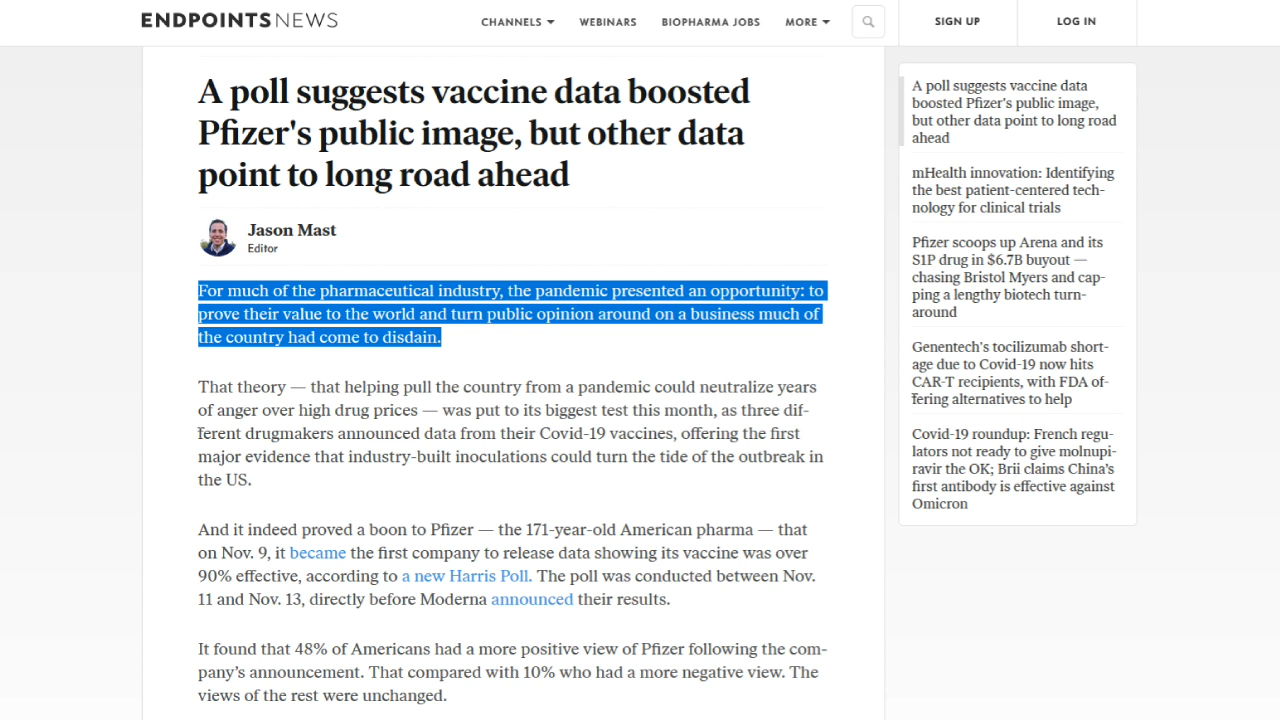 ENDPOINTS NEWS
CHANNELS
WEBINARS
BIOPHARMA JOBS
MORE
SIGN UP
LOG IN
A poll suggests vaccine data boosted
Pfizer's public image, but other data
point to long road ahead
Jason Mast
Editor
For much of the pharmaceutical industry, the pandemic presented an opportunity: to
prove their value to the world and turn public opinion around on a business much of
the country had come to disdain.
That theory — that helping pull the country from a pandemic could neutralize years
of anger over high drug prices — was put to its biggest test this month, as three dif-
ferent drugmakers announced data from their Covid-19 vaccines, offering the first
major evidence that industry-built inoculations could turn the tide of the outbreak in
the US.
And it indeed proved a boon to Pfizer — the 171-year-old American pharma — that
on Nov. 9, it became the first company to release data showing its vaccine was over
90% effective, according to a new Harris Poll. The poll was conducted between Nov.
11 and Nov. 13, directly before Moderna announced their results.
It found that 48% of Americans had a more positive view of Pfizer following the com-
pany's announcement. That compared with 10% who had a more negative view. The
views of the rest were unchanged.
A poll suggests vaccine data
boosted Pfizer's public image,
but other data point to long road
ahead
mHealth innovation: Identifying
the best patient-centered tech-
nology for clinical trials
Pfizer scoops up Arena and its
S1P drug in $6.7B buyout —
chasing Bristol Myers and cap-
ping a lengthy biotech turn-
around
Genentech's tocilizumab short-
age due to Covid-19 now hits
CAR-T recipients, with FDA of-
fering alternatives to help
Covid-19 roundup: French regu-
lators not ready to give molnupi-
ravir the OK; Brii claims China's
first antibody is effective against
Omicron